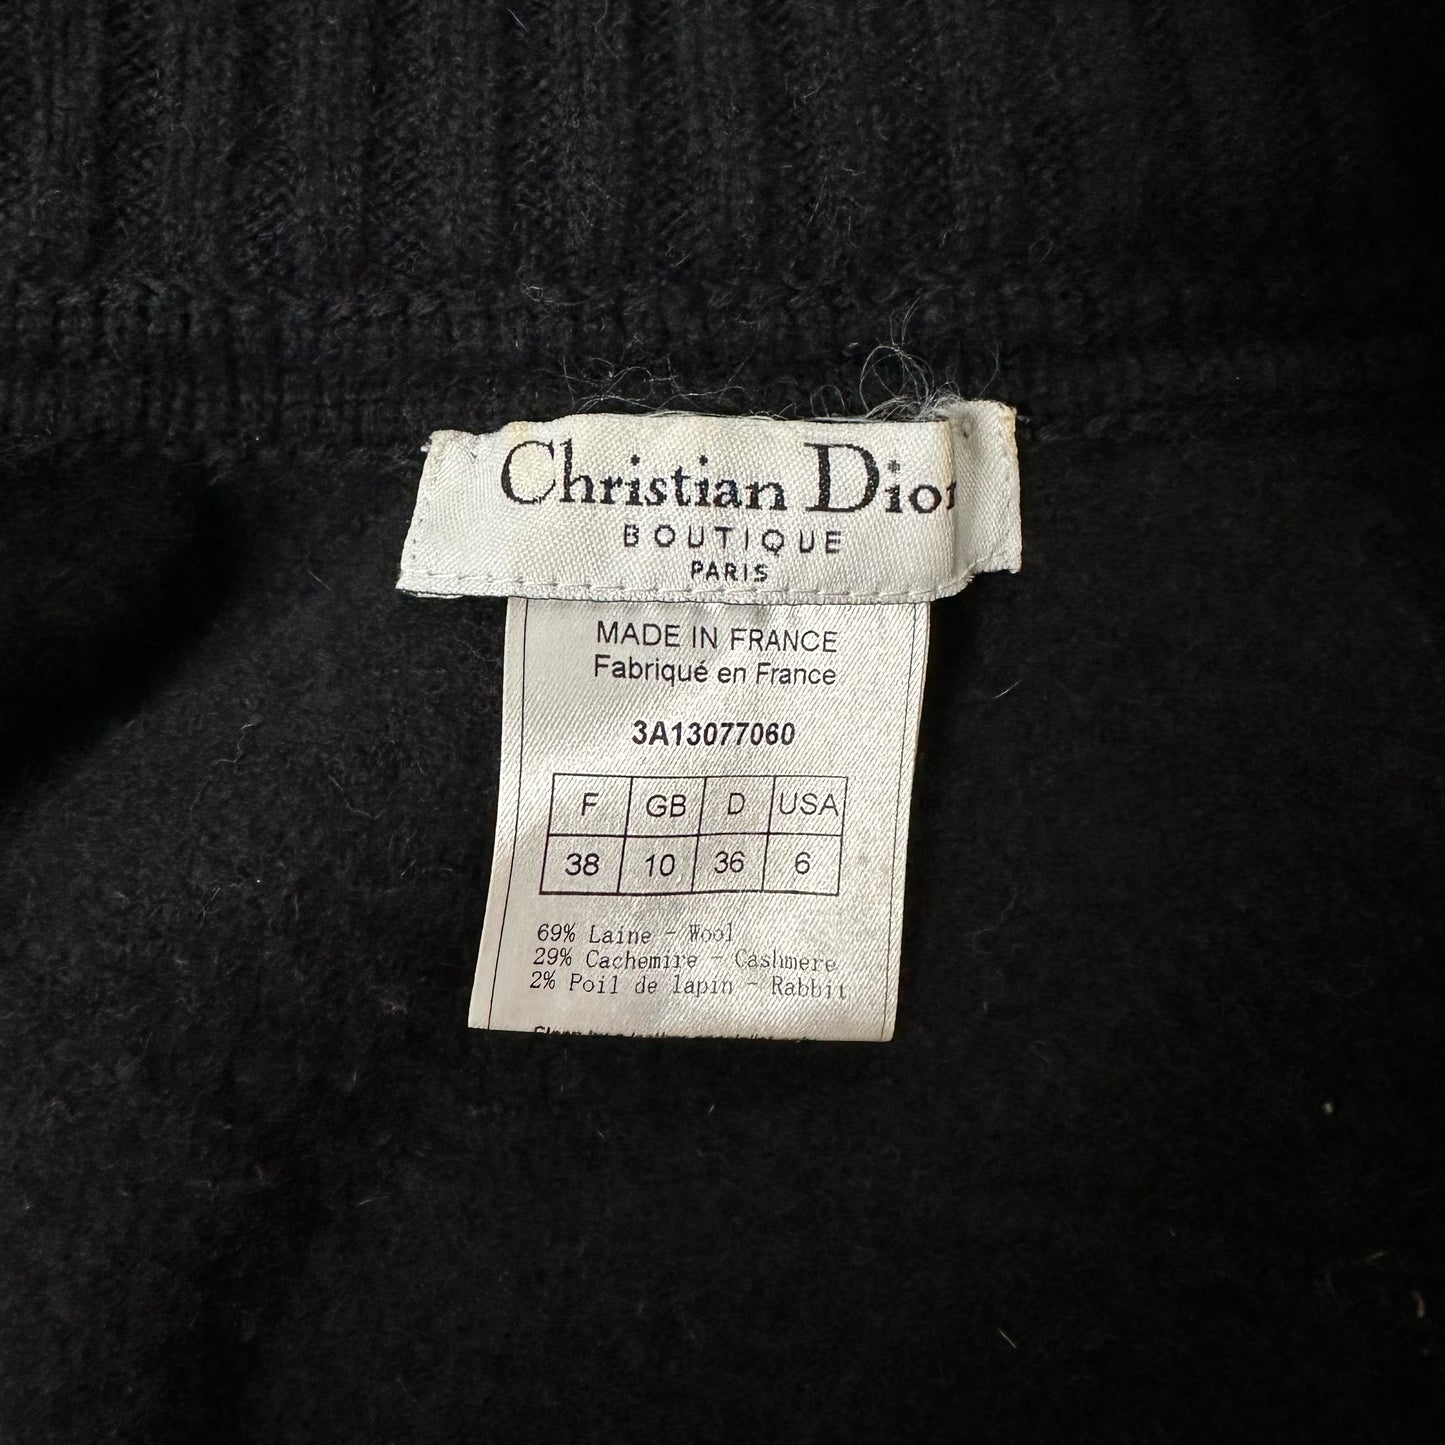 Christian Dior
BOUTIQUE
PARIS
MADE IN FRANCE
Fabriqué en France
3A13077060
F GB D USA
38 10 36 6
69% Laine - Wool
29% Cachemire - Cashmere
2% Poil de lapin - Rabbit